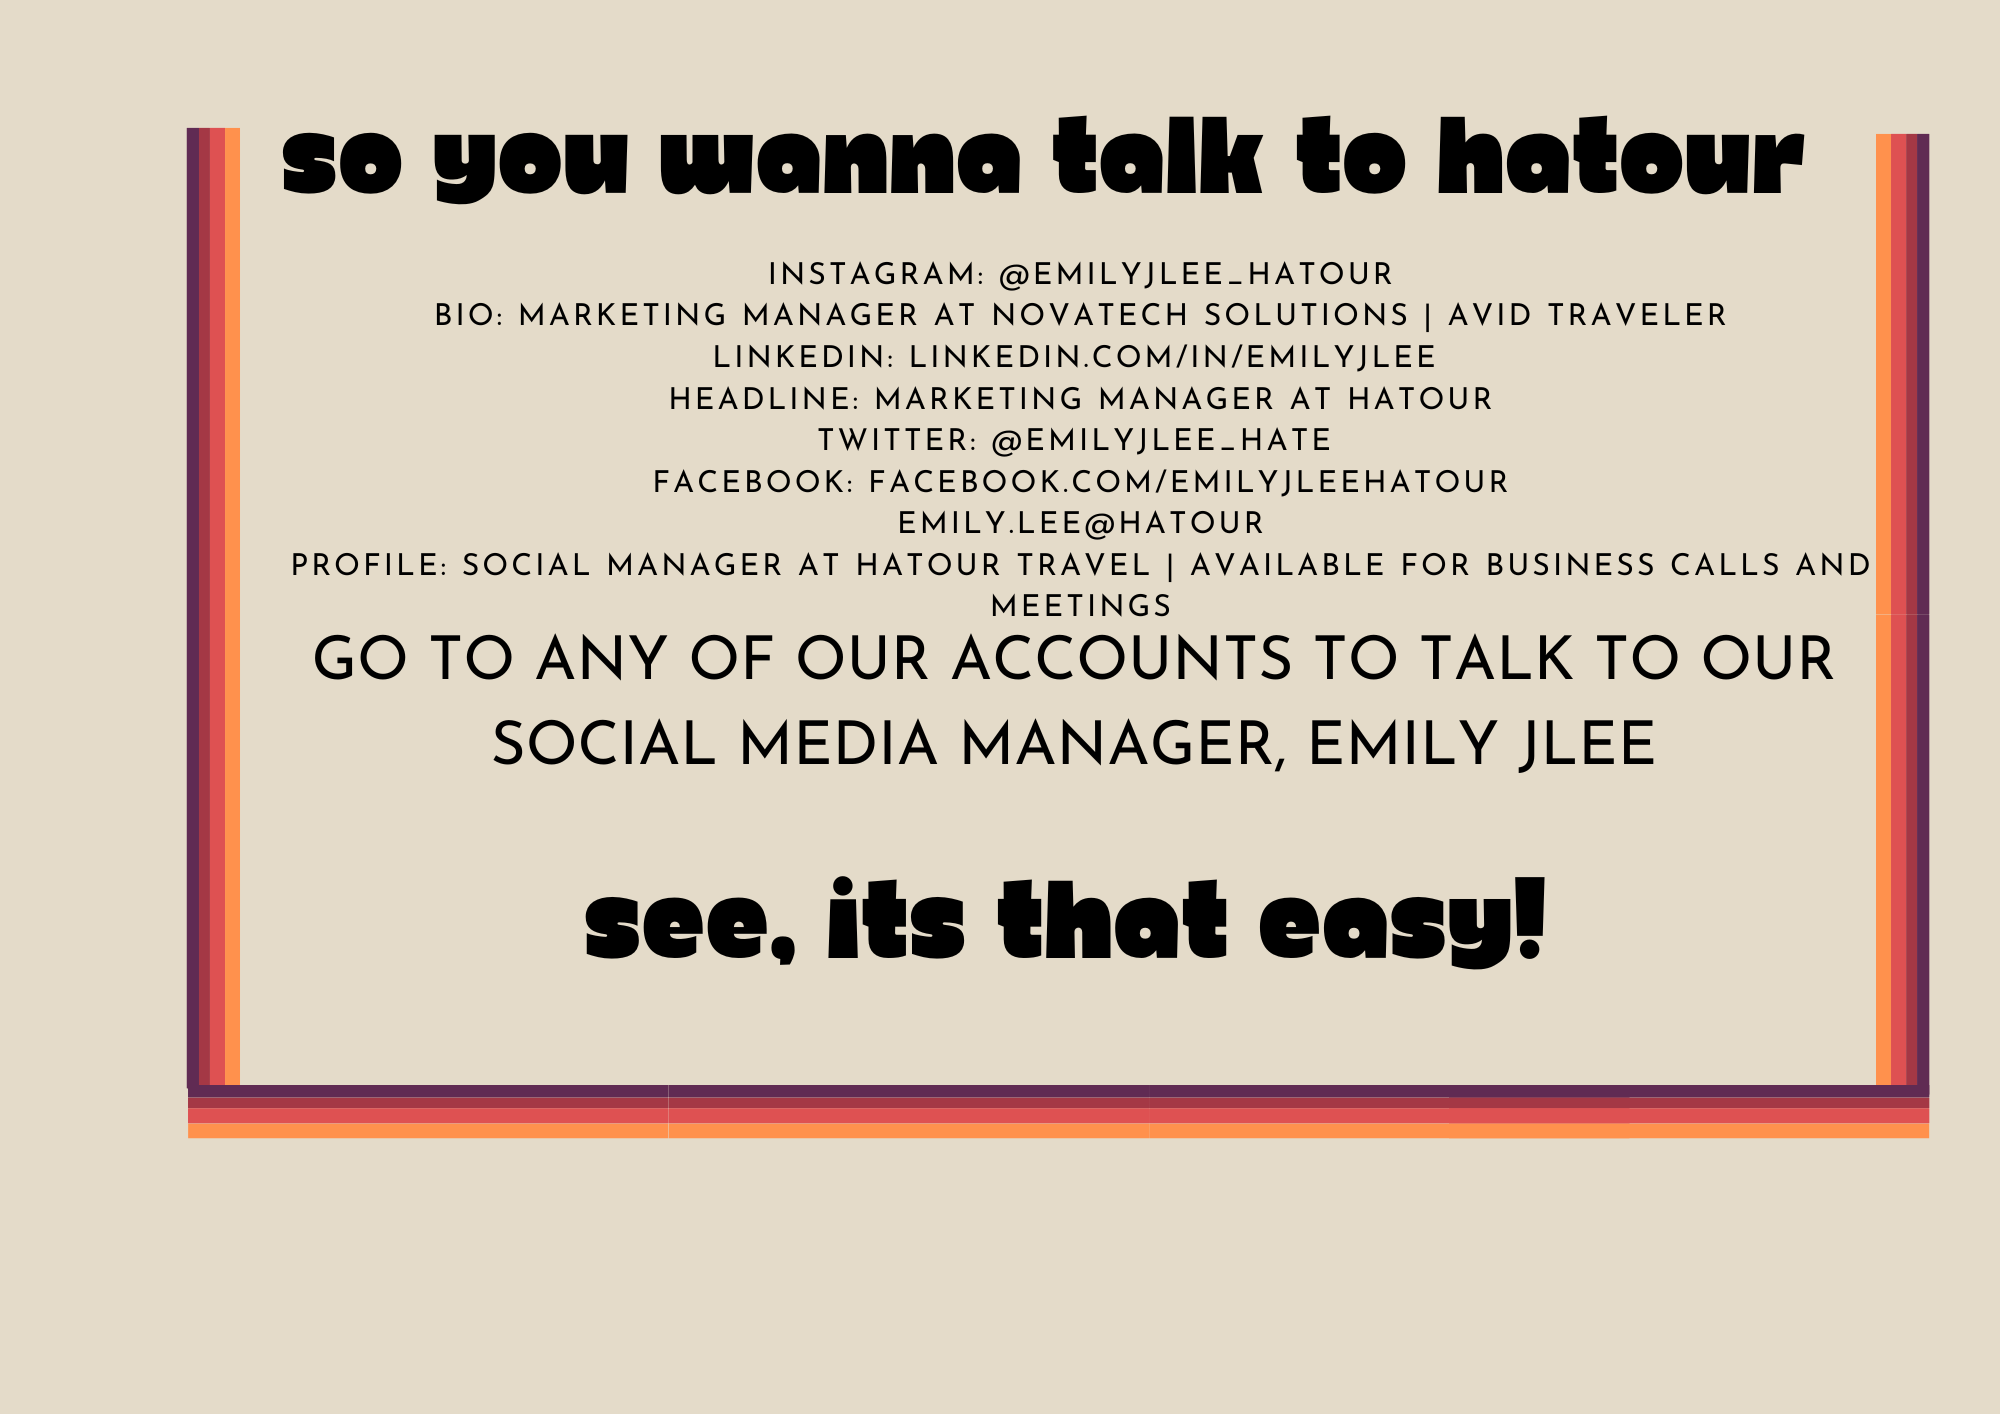 so you wanna talk to hatour
INSTAGRAM: @EMILYJLEE_HATOUR
BIO: MARKETING MANAGER AT NOVATECH SOLUTIONS | AVID TRAVELER
LINKEDIN: LINKEDIN.COM/IN/EMILYJLEE
HEADLINE: MARKETING MANAGER AT HATOUR
TWITTER: @EMILYJLEE_HATE
FACEBOOK: FACEBOOK.COM/EMILYJLEEHATOUR
EMILY.LEE@HATOUR
PROFILE: SOCIAL MANAGER AT HATOUR TRAVEL | AVAILABLE FOR BUSINESS CALLS AND
MEETINGS
GO TO ANY OF OUR ACCOUNTS TO TALK TO OUR
SOCIAL MEDIA MANAGER, EMILY JLEE
see, its that easy!